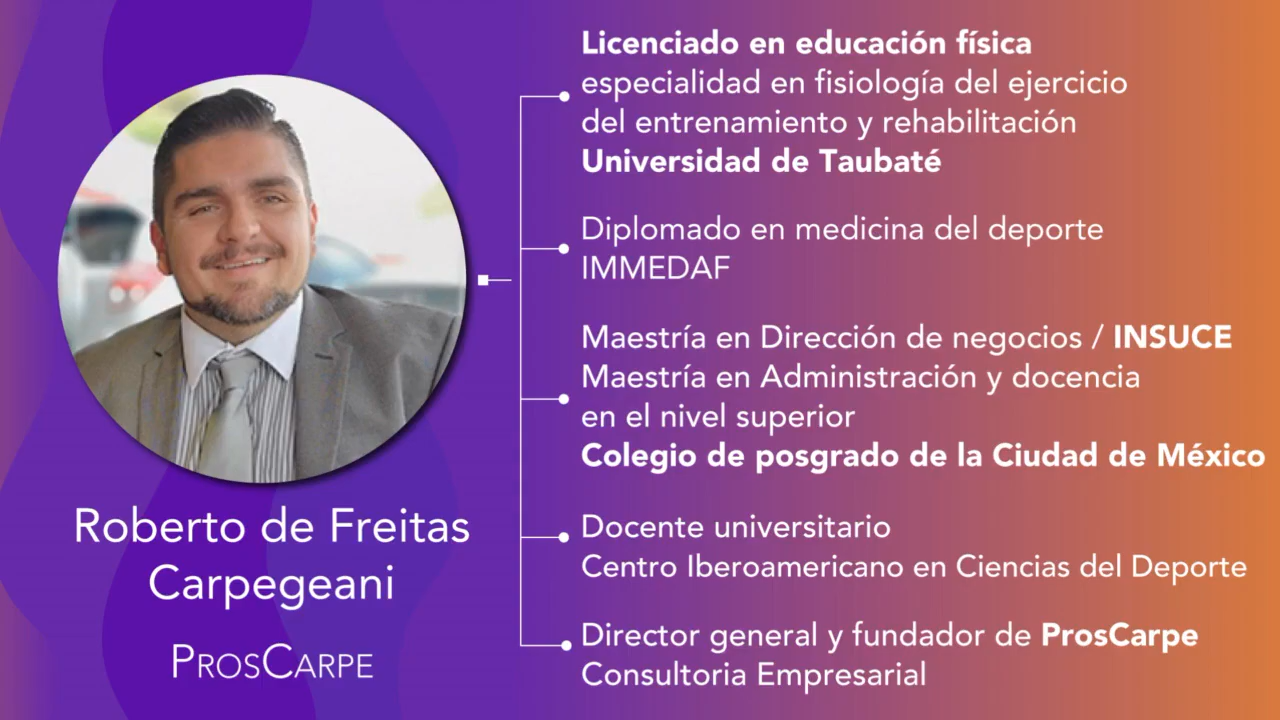 Licenciado en educación física
especialidad en fisiología del ejercicio
del entrenamiento y rehabilitación
Universidad de Taubaté
Diplomado en medicina del deporte
IMMEDAF
Maestría en Dirección de negocios / INSUCE
Maestría en Administración y docencia
en el nivel superior
Colegio de posgrado de la Ciudad de México
Docente universitario
Centro Iberoamericano en Ciencias del Deporte
Director general y fundador de ProsCarpe
Consultoria Empresarial
Roberto de Freitas
Carpegeani
PROSCARPE